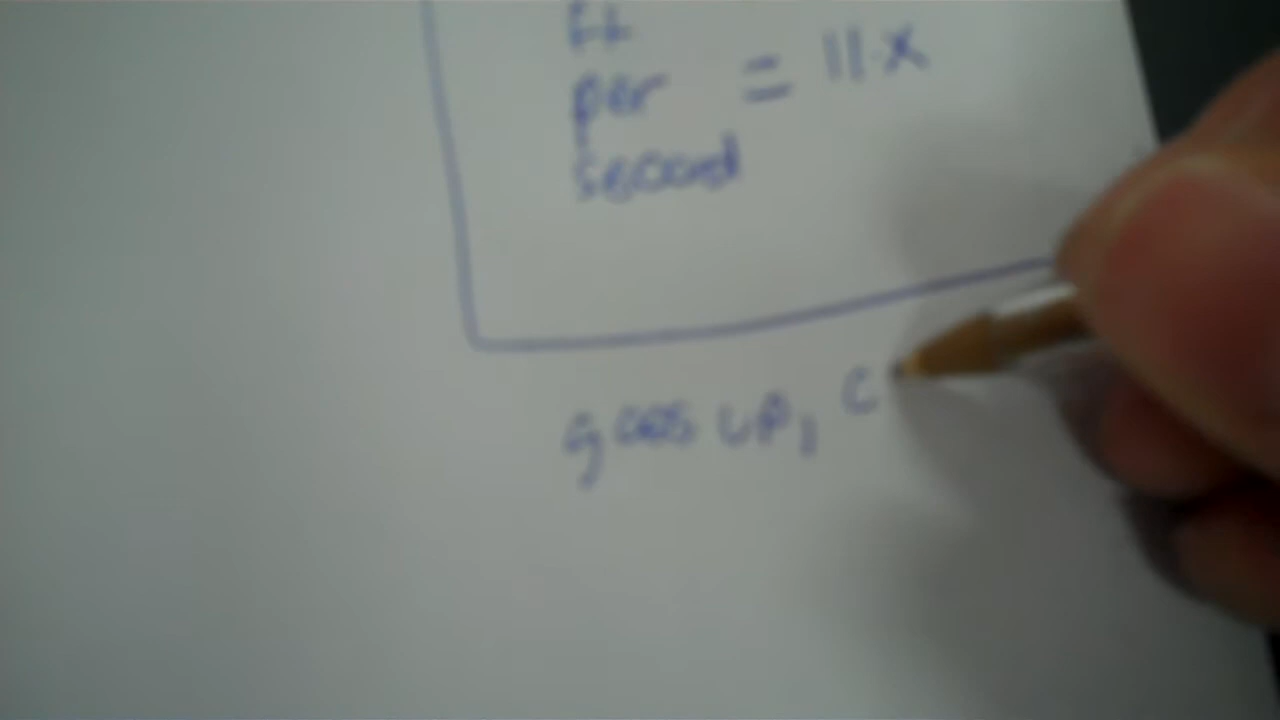 ft
per = 11·x
second
goes up, c